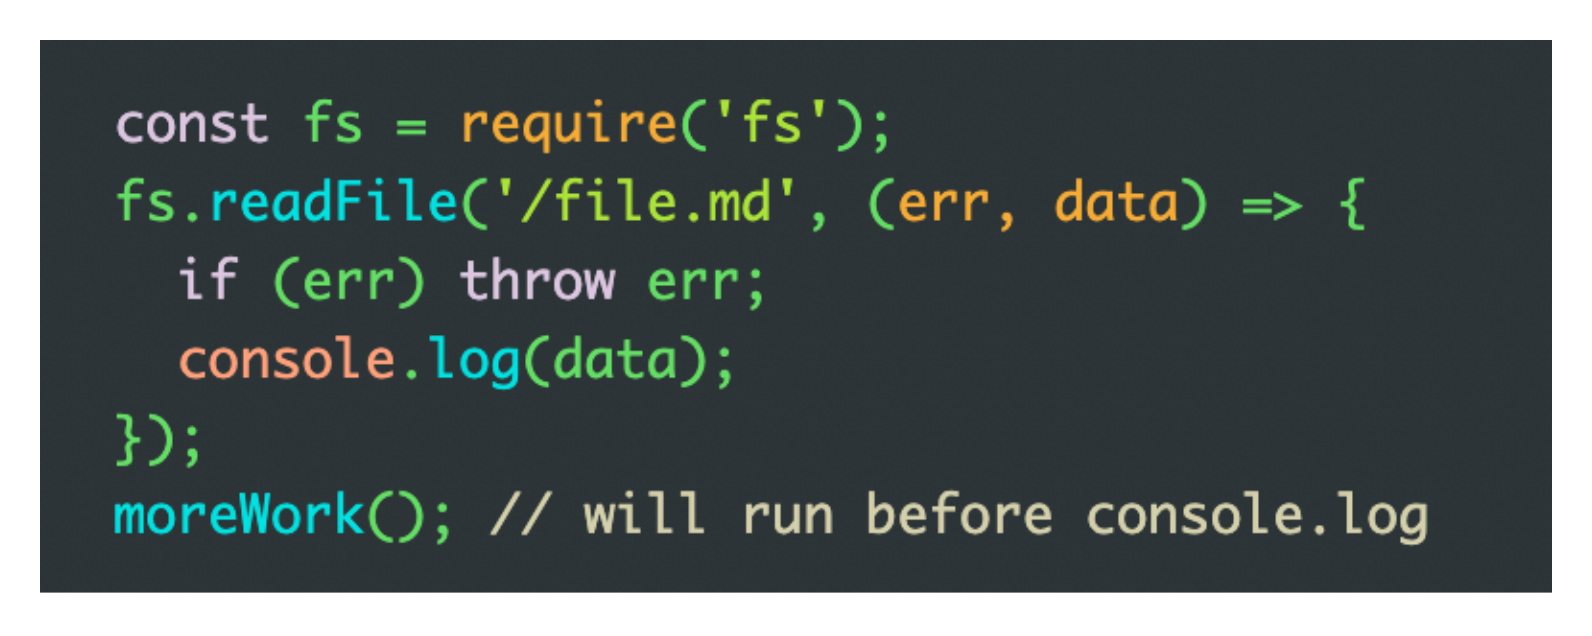 const fs = require('fs');
fs.readFile('/file.md', (err, data) => {
  if (err) throw err;
  console.log(data);
});
moreWork(); // will run before console.log